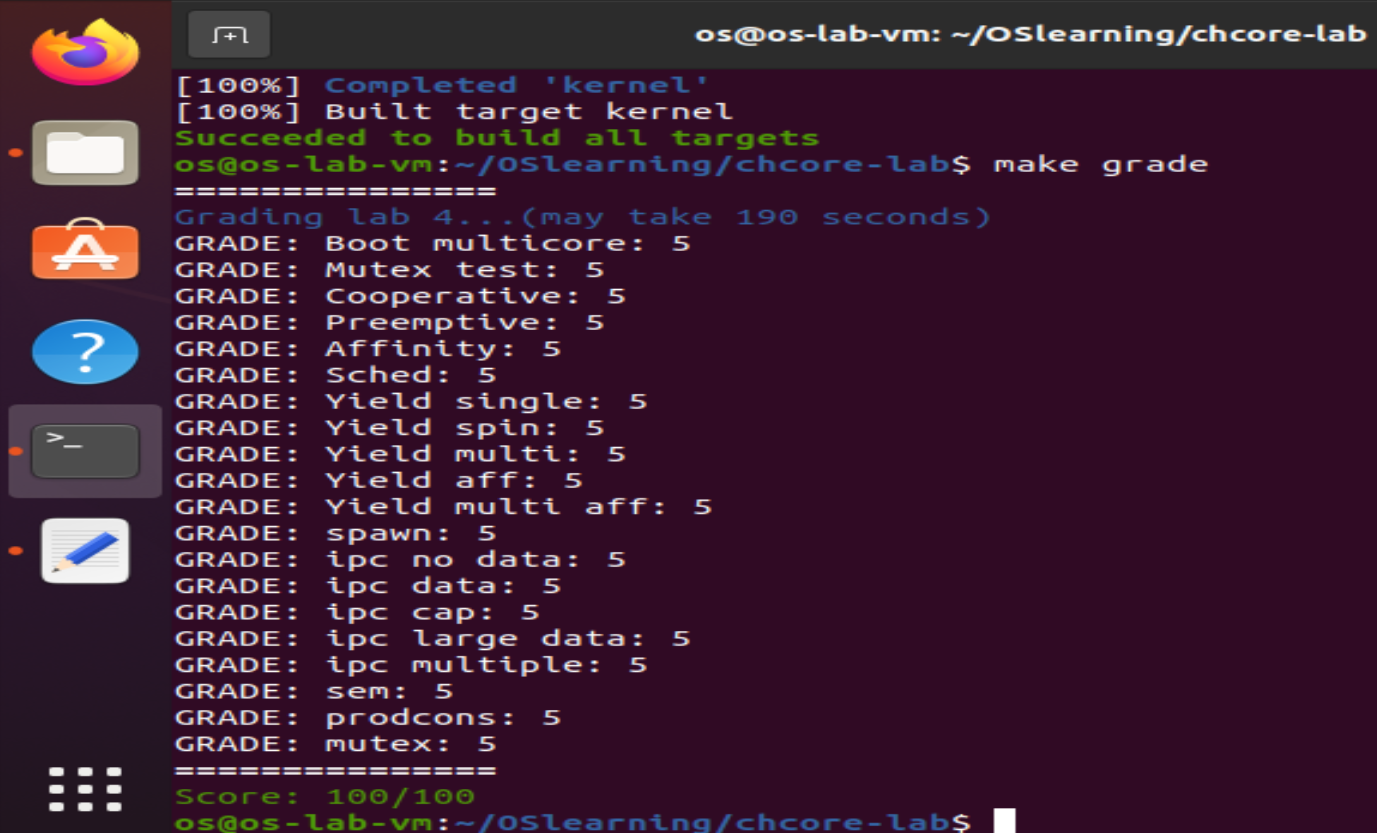 os@os-lab-vm: ~/OSlearning/chcore-lab
[100%] Completed 'kernel'
[100%] Built target kernel
Succeeded to build all targets
os@os-lab-vm:~/OSlearning/chcore-lab$ make grade
===============
Grading lab 4...(may take 190 seconds)
GRADE: Boot multicore: 5
GRADE: Mutex test: 5
GRADE: Cooperative: 5
GRADE: Preemptive: 5
GRADE: Affinity: 5
GRADE: Sched: 5
GRADE: Yield single: 5
GRADE: Yield spin: 5
GRADE: Yield multi: 5
GRADE: Yield aff: 5
GRADE: Yield multi aff: 5
GRADE: spawn: 5
GRADE: ipc no data: 5
GRADE: ipc data: 5
GRADE: ipc cap: 5
GRADE: ipc large data: 5
GRADE: ipc multiple: 5
GRADE: sem: 5
GRADE: prodcons: 5
GRADE: mutex: 5
===============
Score: 100/100
os@os-lab-vm:~/OSlearning/chcore-lab$